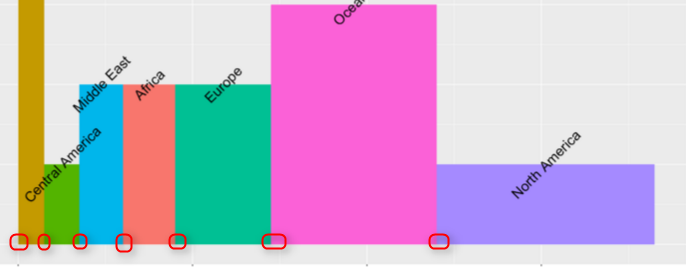 Central America
Middle East
Africa
Europe
North America